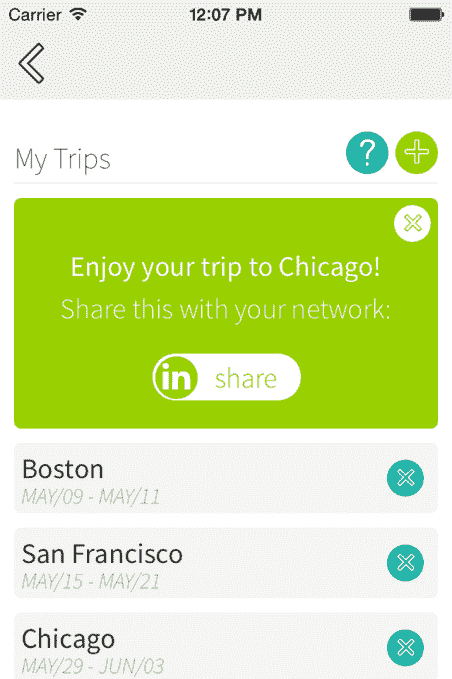 Carrier 12:07 PM
My Trips ?
Enjoy your trip to Chicago!
Share this with your network:
in share
Boston
MAY/09 - MAY/11
San Francisco
MAY/15 - MAY/21
Chicago
MAY/29 - JUN/03